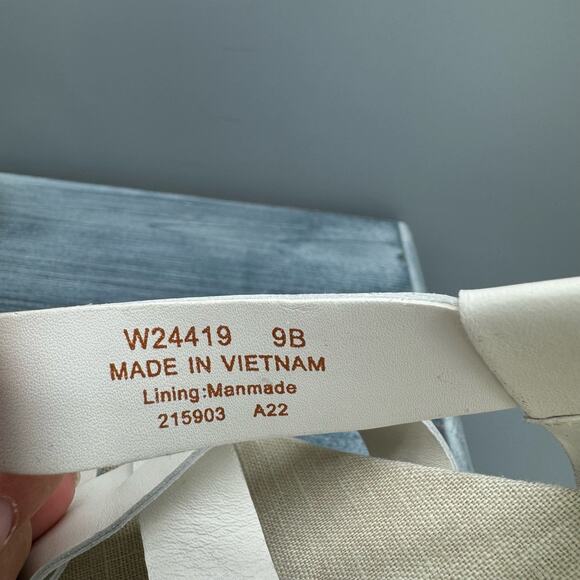 W24419 9B
MADE IN VIETNAM
Lining:Manmade
215903 A22